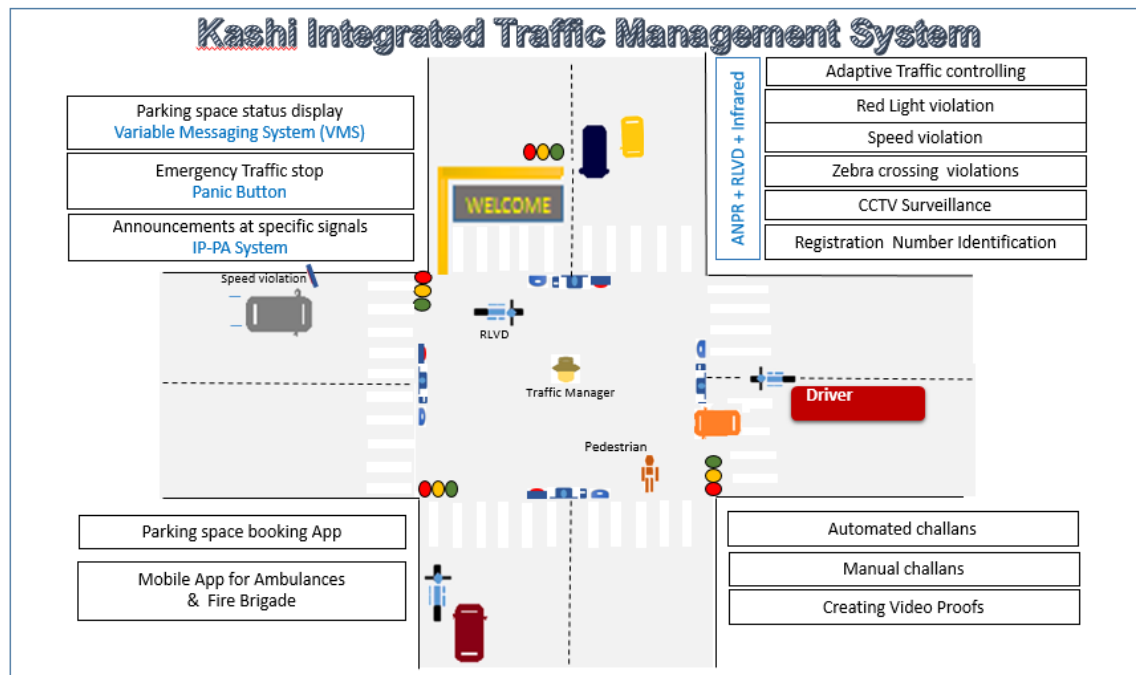 Kashi Integrated Traffic Management System
Parking space status display
Variable Messaging System (VMS)
Emergency Traffic stop
Panic Button
Announcements at specific signals
IP-PA System
ANPR + RLVD + Infrared
Adaptive Traffic controlling
Red Light violation
Speed violation
Zebra crossing violations
CCTV Surveillance
Registration Number Identification
WELCOME
Speed violation
RLVD
Traffic Manager
Driver
Pedestrian
Parking space booking App
Mobile App for Ambulances
& Fire Brigade
Automated challans
Manual challans
Creating Video Proofs